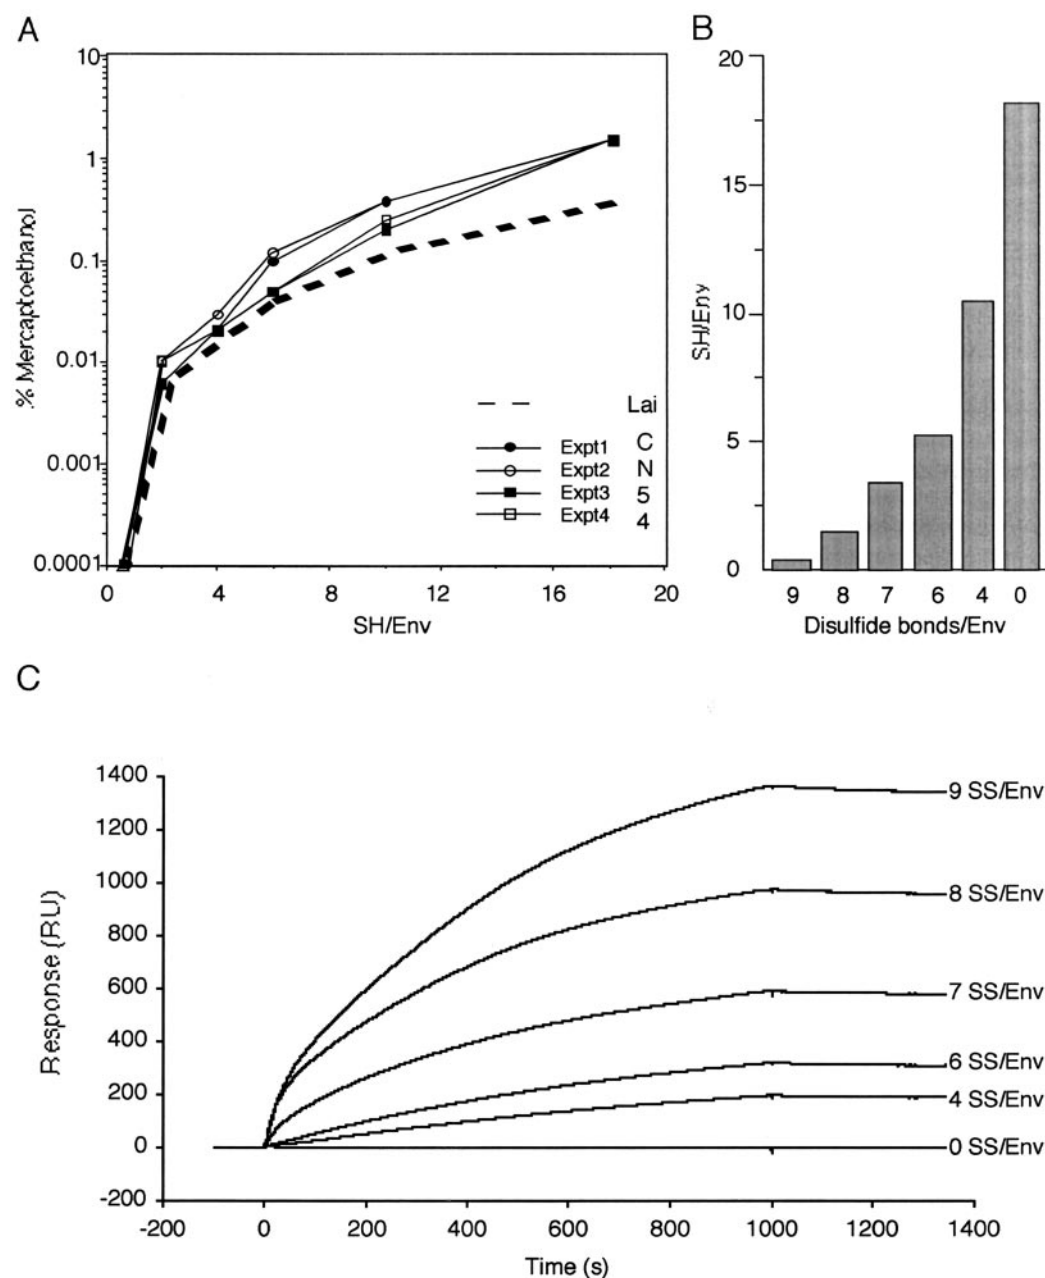 A
10
1
0.1
0.01
0.001
0.0001
% Mercaptoethanol
0 4 8 12 16 20
SH/Env
Lai
Expt1 C
Expt2 N
Expt3 5
Expt4 4
B
20
15
10
5
0
SH/Env
9 8 7 6 4 0
Disulfide bonds/Env
C
1400
1200
1000
800
600
400
200
0
-200
Response (RU)
-200 0 200 400 600 800 1000 1200 1400
Time (s)
9 SS/Env
8 SS/Env
7 SS/Env
6 SS/Env
4 SS/Env
0 SS/Env